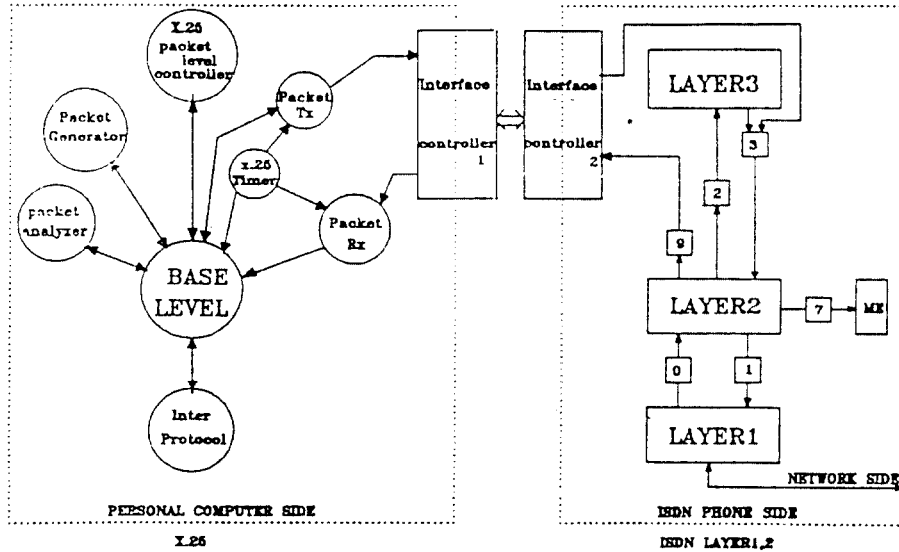 X.25
packet
level
controller
Packet
Generator
packet
analyzer
Packet
Tx
X.25
Timer
Packet
Rx
BASE
LEVEL
Inter
Protocol
PERSONAL COMPUTER SIDE
X.25
Interface
controller
1
Interface
controller
2
LAYER3
3
2
9
LAYER2
7
ME
0
1
LAYER1
NETWORK SIDE
ISDN PHONE SIDE
ISDN LAYER1,2